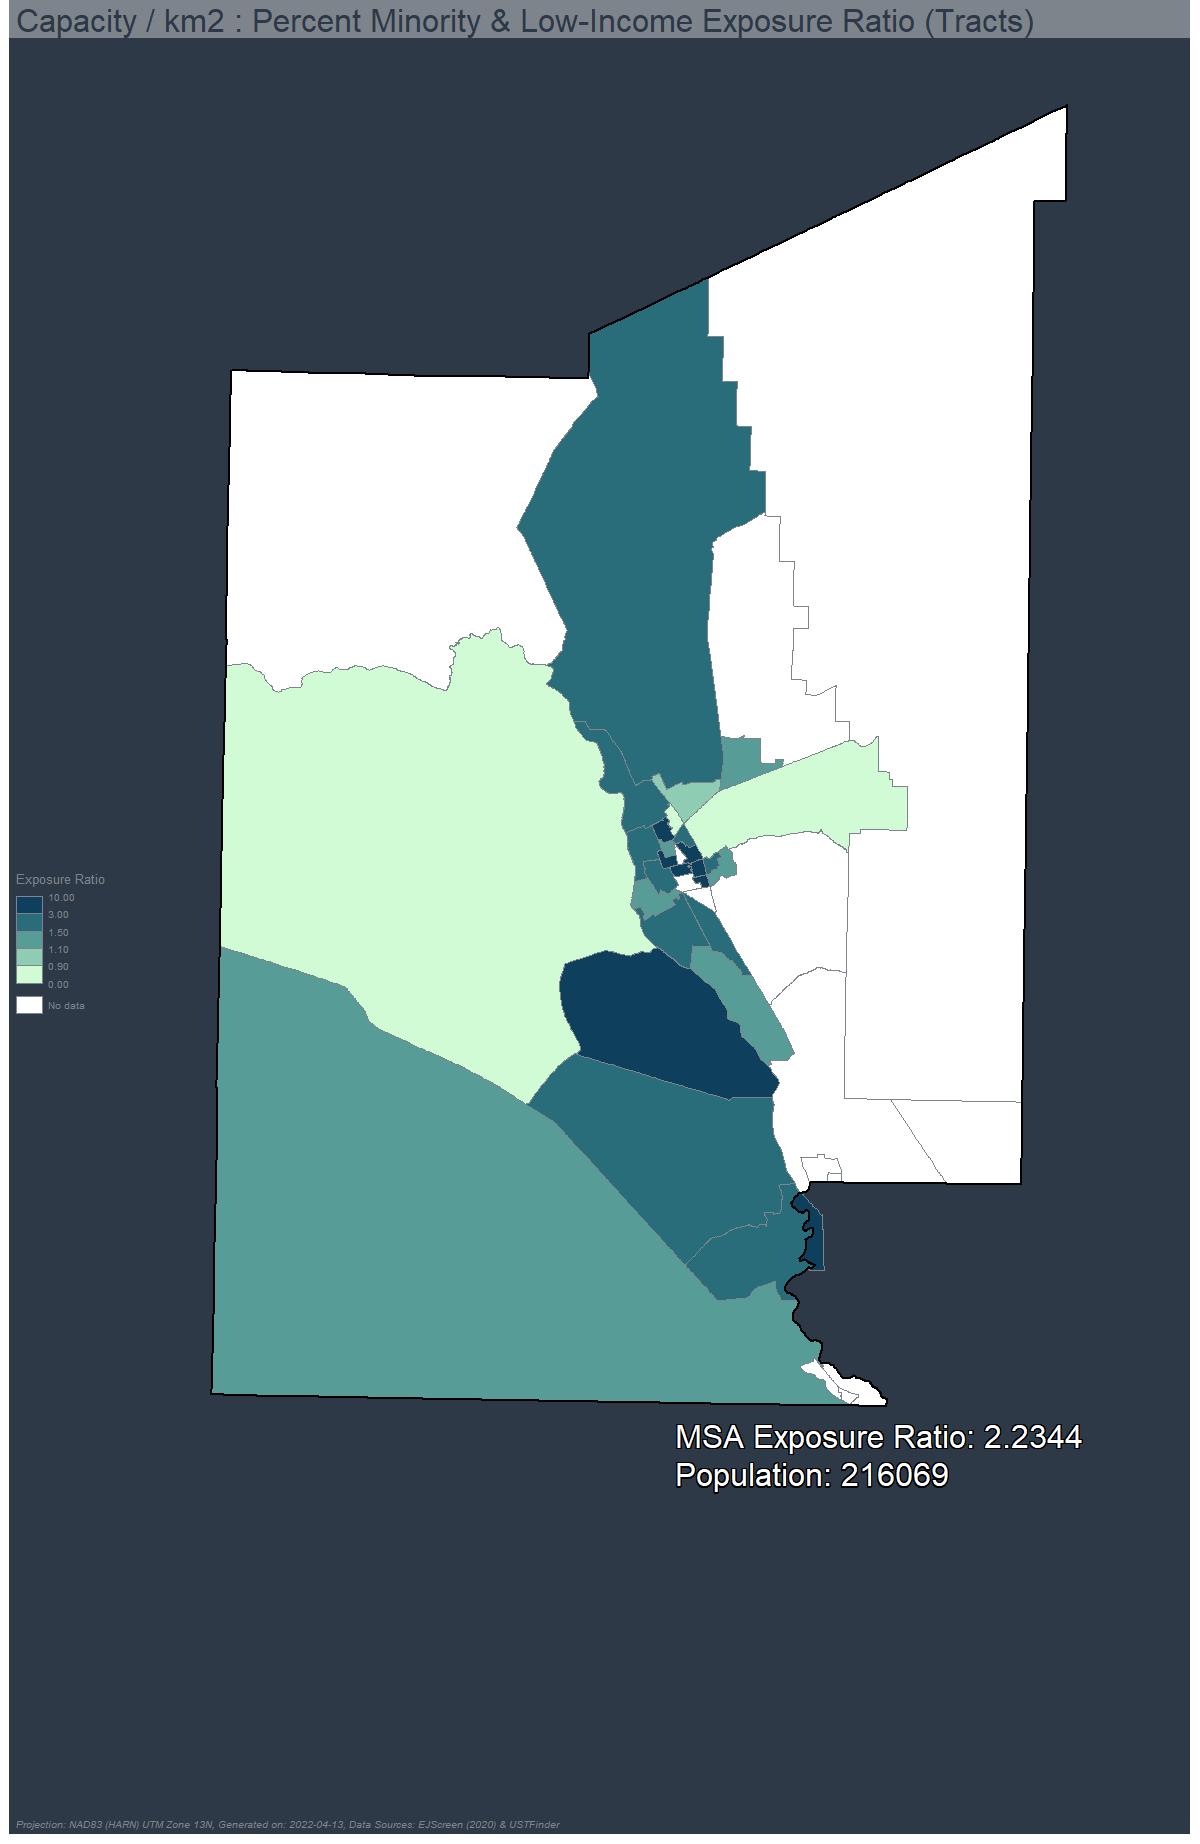 Capacity / km2 : Percent Minority & Low-Income Exposure Ratio (Tracts)
Exposure Ratio
10.00
3.00
1.50
1.10
0.90
0.00
No data
MSA Exposure Ratio: 2.2344
Population: 216069
Projection: NAD83 (HARN) UTM Zone 13N, Generated on: 2022-04-13, Data Sources: EJScreen (2020) & USTFinder